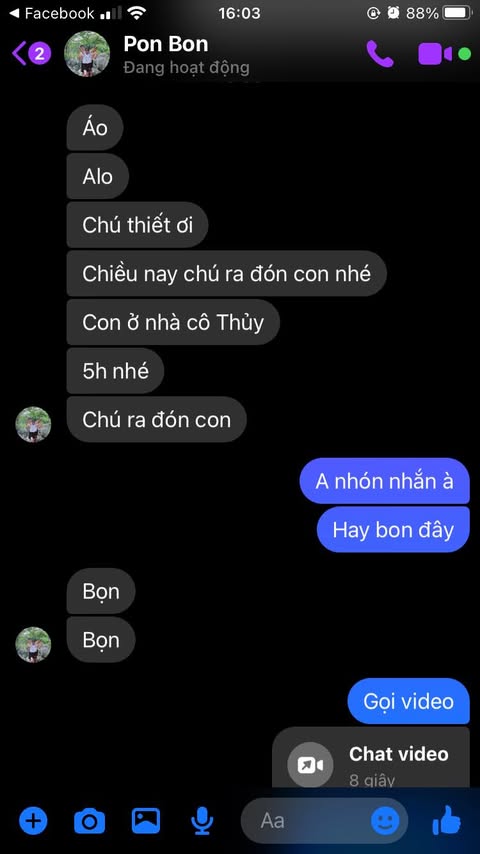 Facebook
16:03
88%
2
Pon Bon
Đang hoạt động
Áo
Alo
Chú thiết ơi
Chiều nay chú ra đón con nhé
Con ở nhà cô Thủy
5h nhé
Chú ra đón con
A nhón nhắn à
Hay bon đây
Bọn
Bọn
Gọi video
Chat video
8 giây
Aa